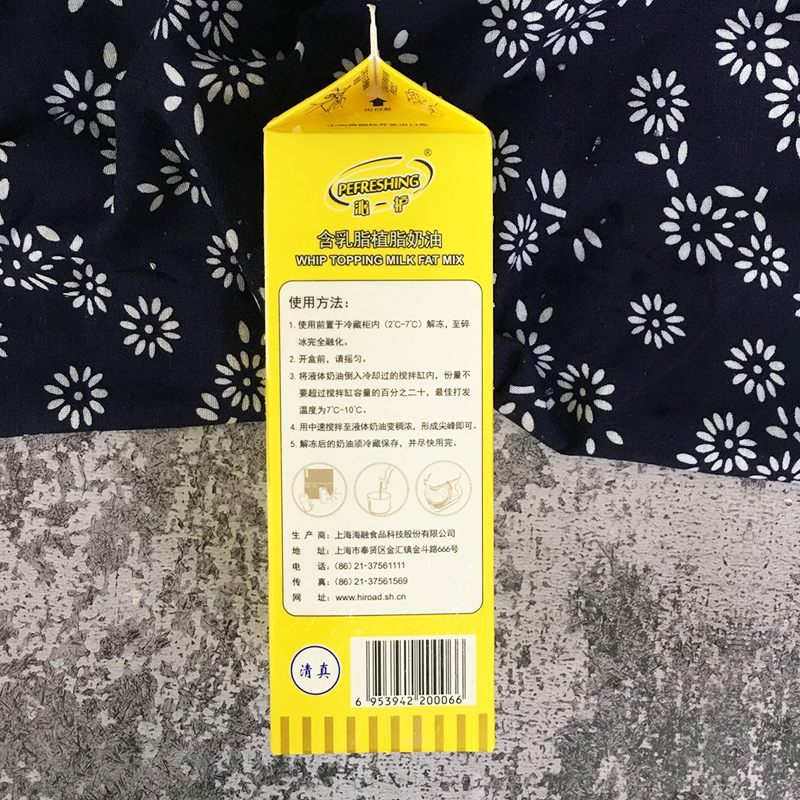 ®
PEFRESHING
沁一护
含乳脂植脂奶油
WHIP TOPPING MILK FAT MIX
使用方法：
1. 使用前置于冷藏柜内（2℃-7℃）解冻，至碎
冰完全融化。
2. 开盒前，请摇匀。
3. 将液体奶油倒入冷却过的搅拌缸内，份量不
要超过搅拌缸容量的百分之二十，最佳打发
温度为7℃-10℃。
4. 用中速搅拌至液体奶油变稠浓，形成尖峰即可。
5. 解冻后的奶油须冷藏保存，并尽快用完。
生产商：上海海融食品科技股份有限公司
地 址：上海市奉贤区金汇镇金斗路666号
电 话：(86) 21-37561111
传 真：(86) 21-37561569
网 址：www.hiroad.sh.cn
清真
6 953942 200066